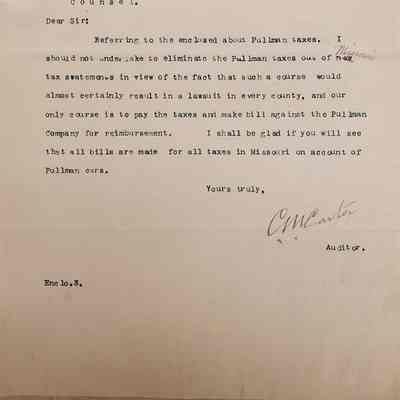 Counsel.
Dear Sir:
Referring to the enclosed about Pullman taxes. I
Missouri
should not undertake to eliminate the Pullman taxes out of
tax statements in view of the fact that such a course would
almost certainly result in a lawsuit in every county, and our
only course is to pay the taxes and make bill against the Pullman
Company for reimbursement. I shall be glad if you will see
that all bills are made for all taxes in Missouri on account of
Pullman cars.
Yours truly,
C M Carter
Auditor.
Enclo.3.